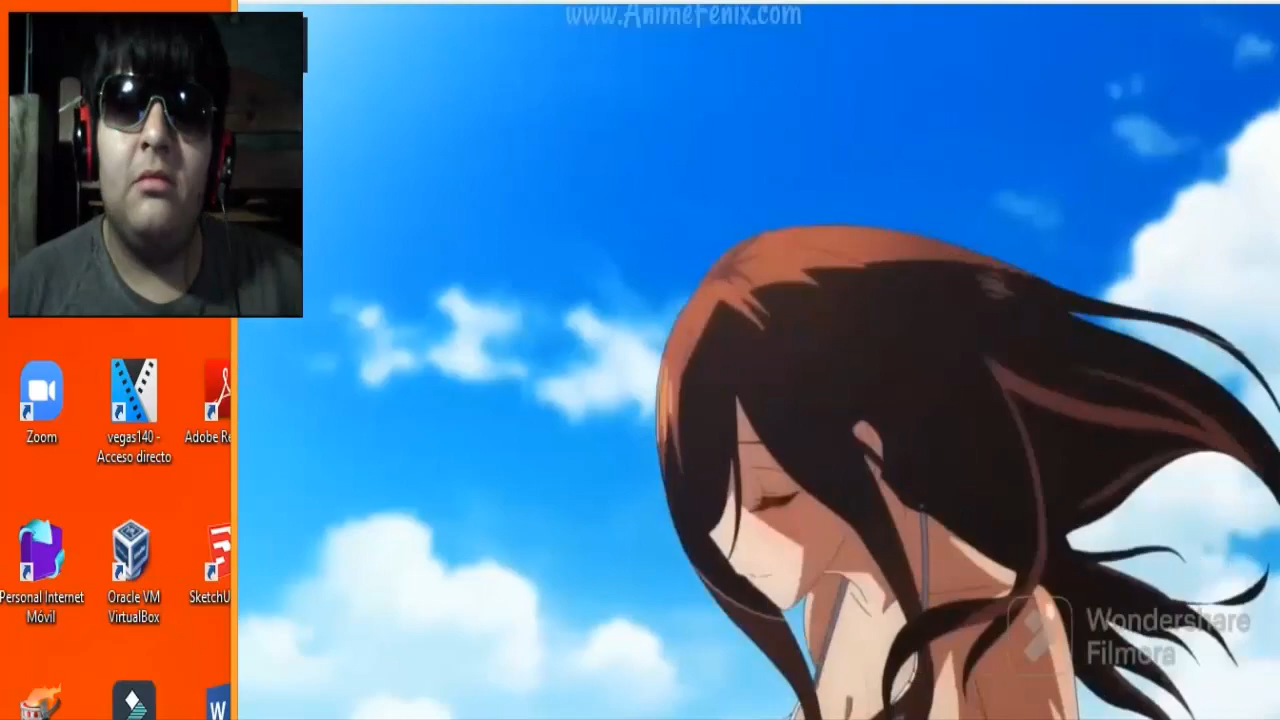 www.AnimeFenix.com
Zoom
vegas140 -
Acceso directo
Adobe Re
Personal Internet
Móvil
Oracle VM
VirtualBox
SketchU
Wondershare
Filmora
W